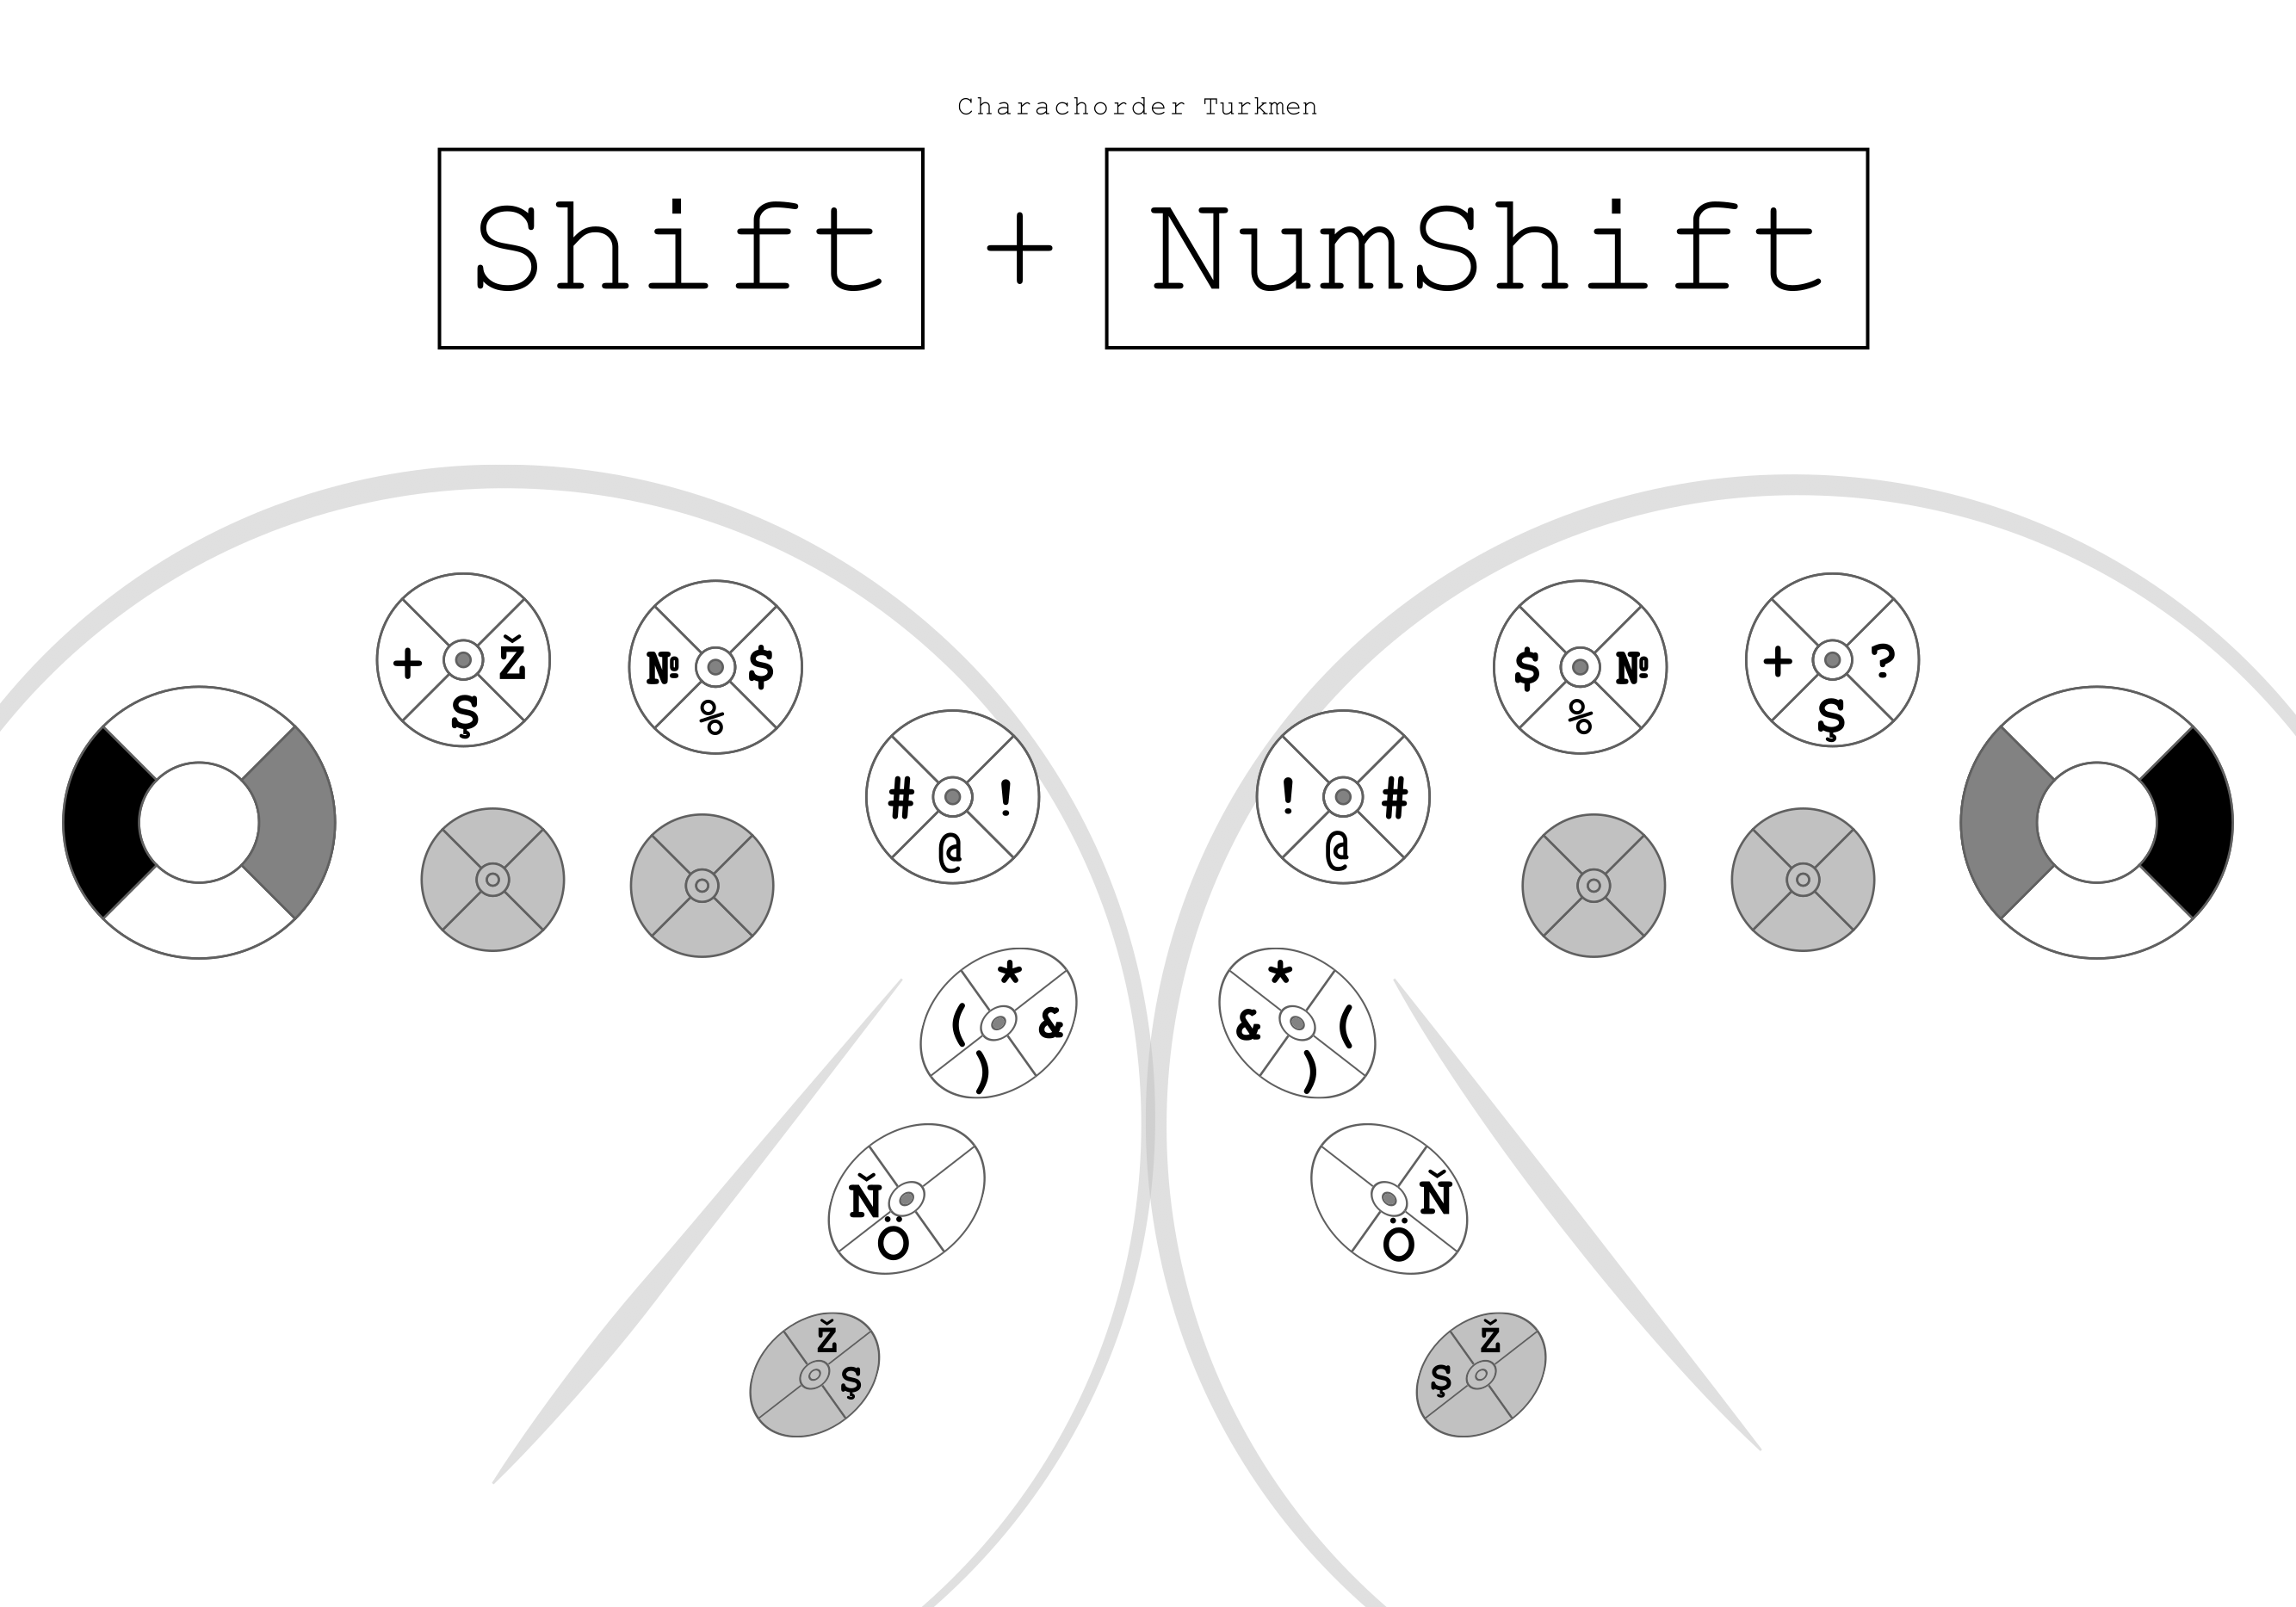 Charachorder Turkmen
Shift + NumShift
+ Ž Ş
№ $ %
# ! @
! # @
$ № %
+ ? Ş
* ( & )
* & ( )
Ň Ö
Ň Ö
Ž Ş
Ž Ş